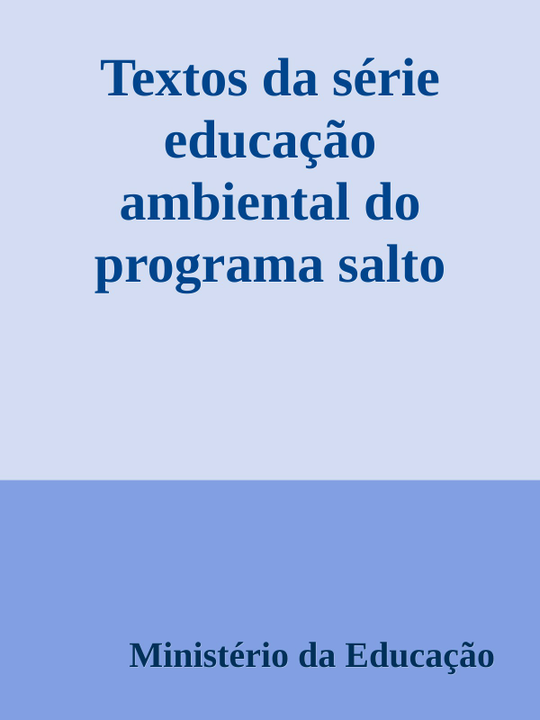 Textos da série
educação
ambiental do
programa salto
Ministério da Educação